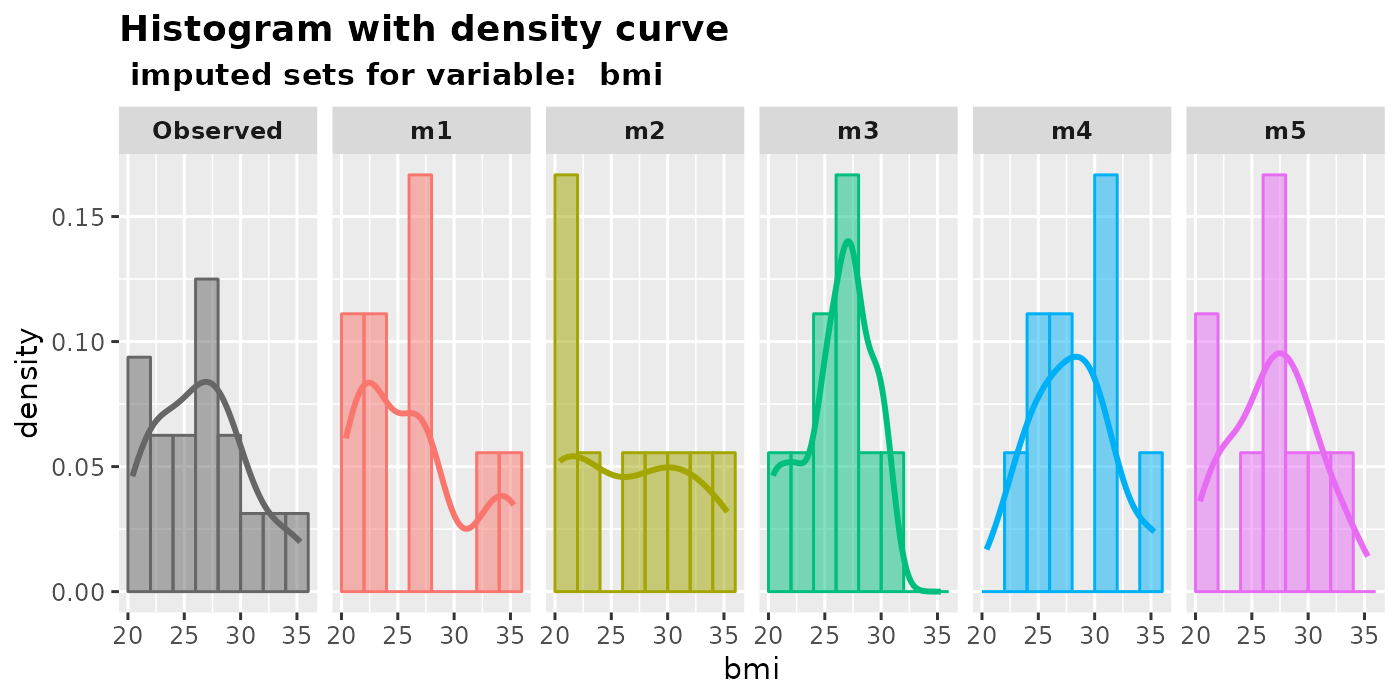 Histogram with density curve
imputed sets for variable:  bmi
Observed m1 m2 m3 m4 m5
density
0.15
0.10
0.05
0.00
20 25 30 35 20 25 30 35 20 25 30 35 20 25 30 35 20 25 30 35 20 25 30 35
bmi